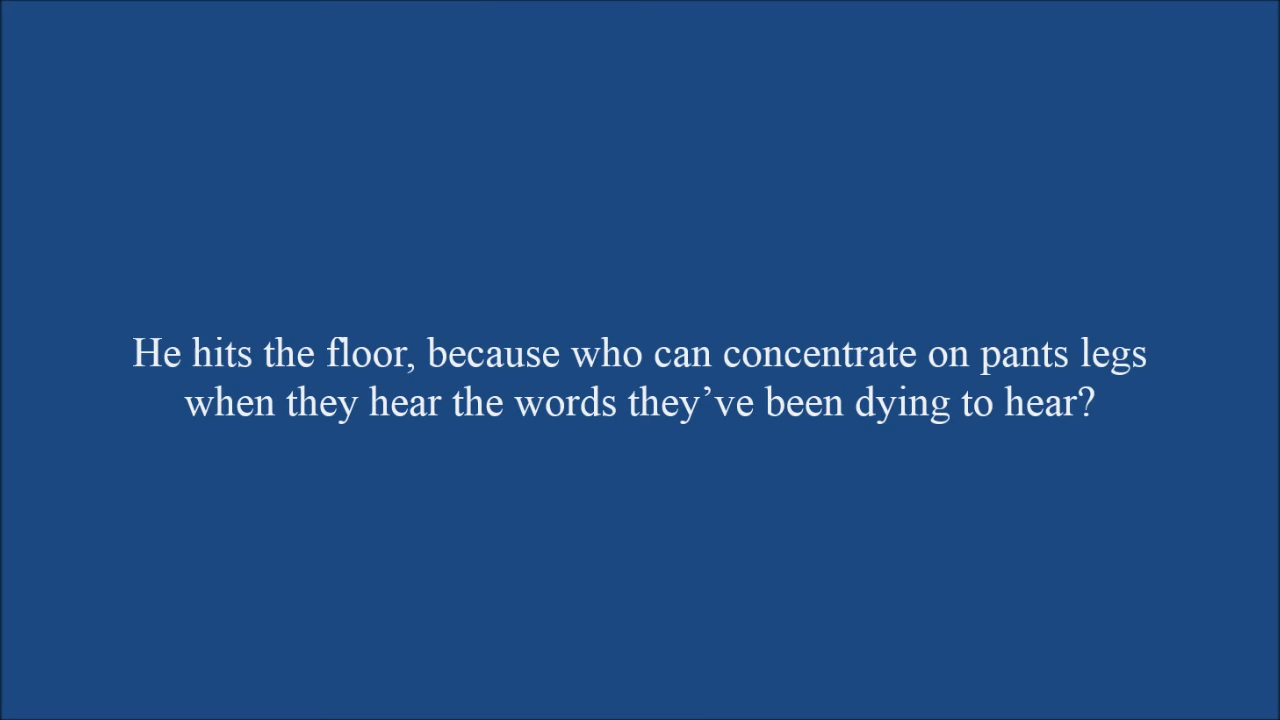 He hits the floor, because who can concentrate on pants legs
when they hear the words they’ve been dying to hear?